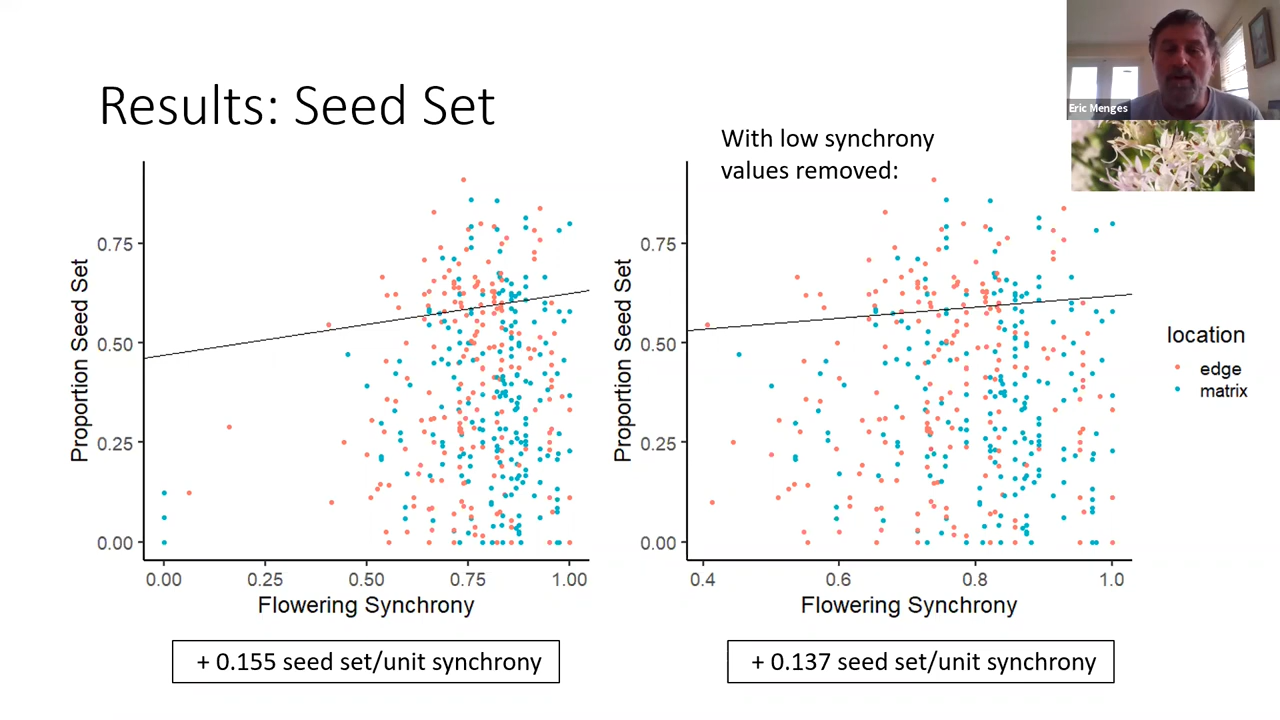 Results: Seed Set
Eric Menges
With low synchrony
values removed:
Proportion Seed Set
0.75
0.50
0.25
0.00
0.00 0.25 0.50 0.75 1.00
Flowering Synchrony
+ 0.155 seed set/unit synchrony
Proportion Seed Set
0.75
0.50
0.25
0.00
0.4 0.6 0.8 1.0
Flowering Synchrony
+ 0.137 seed set/unit synchrony
location
edge
matrix